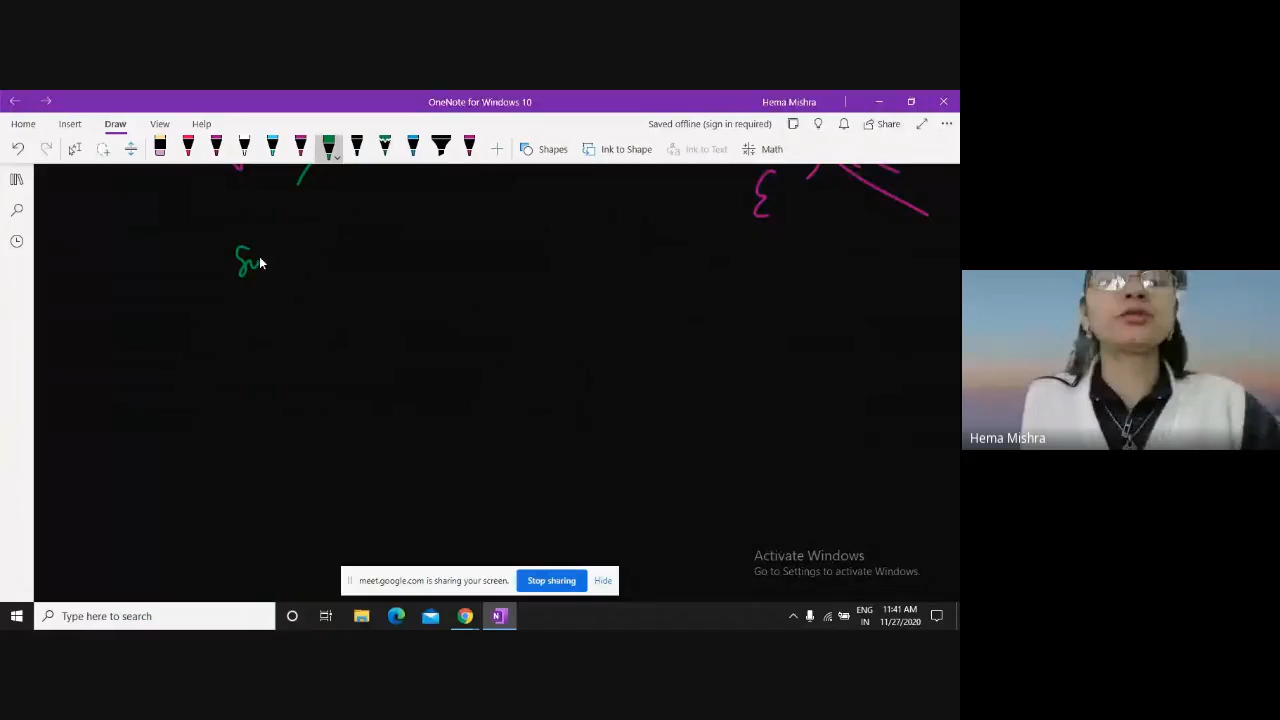 OneNote for Windows 10
Hema Mishra
Home Insert Draw View Help
Saved offline (sign in required)
Share
Shapes
Ink to Shape
Ink to Text
Math
ε
Su
Hema Mishra
Activate Windows
Go to Settings to activate Windows.
meet.google.com is sharing your screen.
Stop sharing
Hide
Type here to search
ENG
IN
11:41 AM
11/27/2020